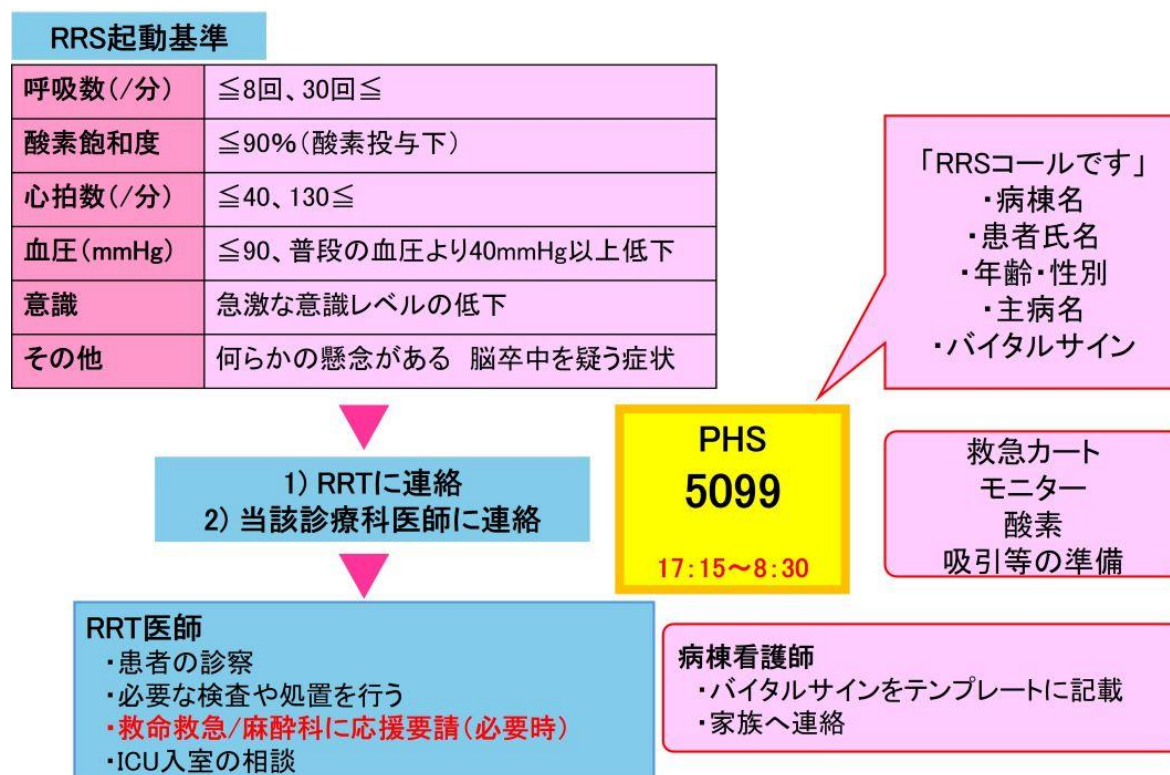 RRS起動基準
呼吸数(/分) ≦8回、30回≦
酸素飽和度 ≦90%(酸素投与下)
心拍数(/分) ≦40、130≦
血圧(mmHg) ≦90、普段の血圧より40mmHg以上低下
意識 急激な意識レベルの低下
その他 何らかの懸念がある 脳卒中を疑う症状
「RRSコールです」
・病棟名
・患者氏名
・年齢・性別
・主病名
・バイタルサイン
1) RRTに連絡
2) 当該診療科医師に連絡
PHS
5099
17:15~8:30
救急カート
モニター
酸素
吸引等の準備
RRT医師
・患者の診察
・必要な検査や処置を行う
・救命救急/麻酔科に応援要請(必要時)
・ICU入室の相談
病棟看護師
・バイタルサインをテンプレートに記載
・家族へ連絡